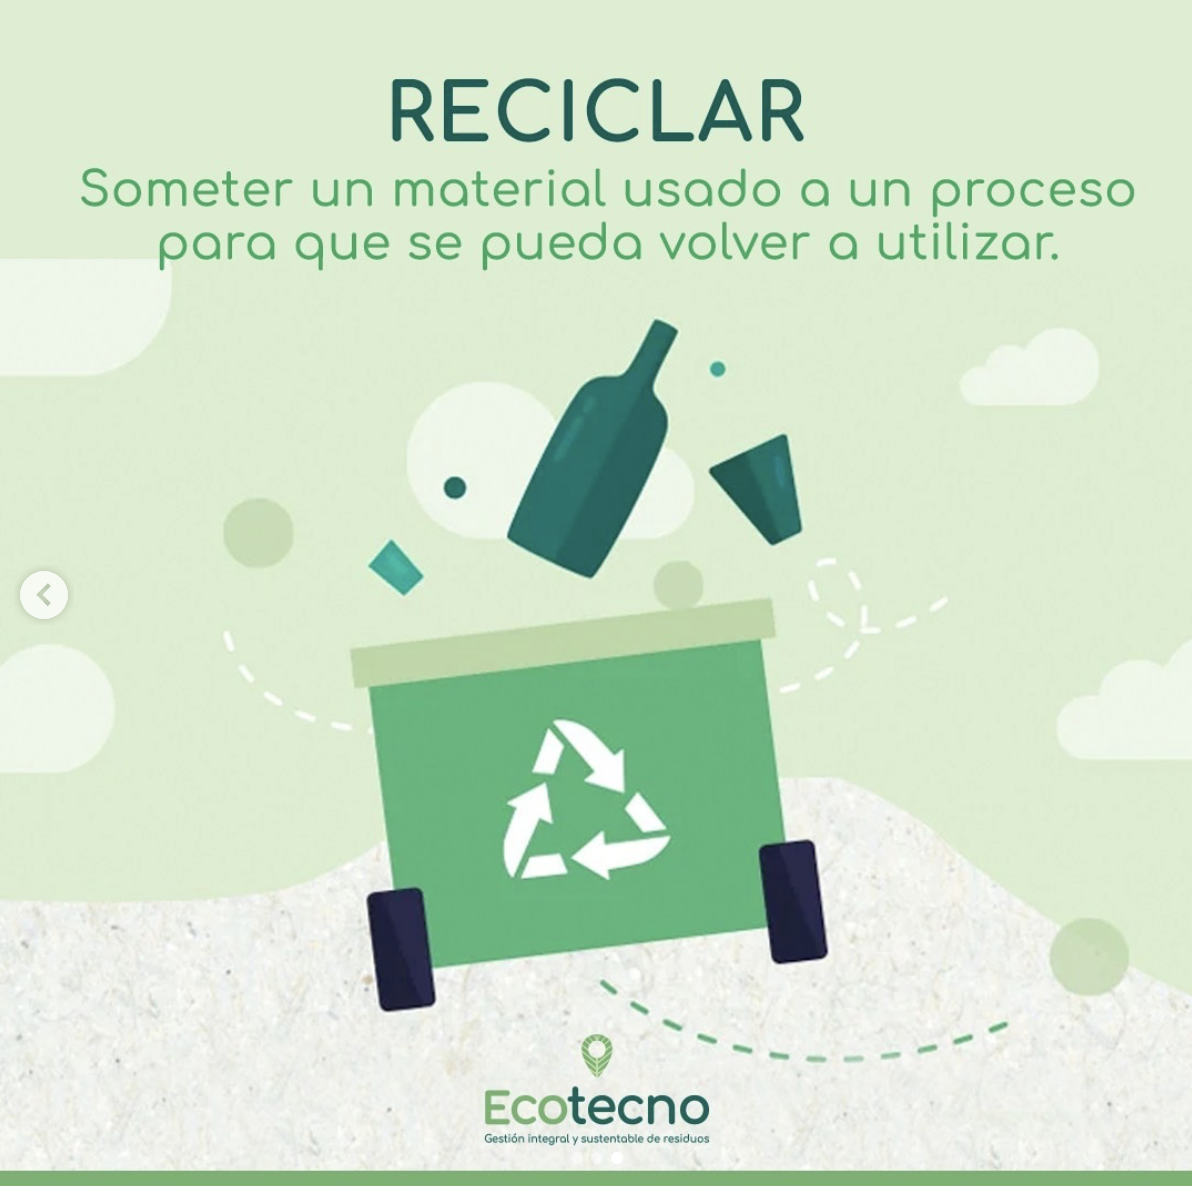 RECICLAR
Someter un material usado a un proceso
para que se pueda volver a utilizar.
Ecotecno
Gestión integral y sustentable de residuos